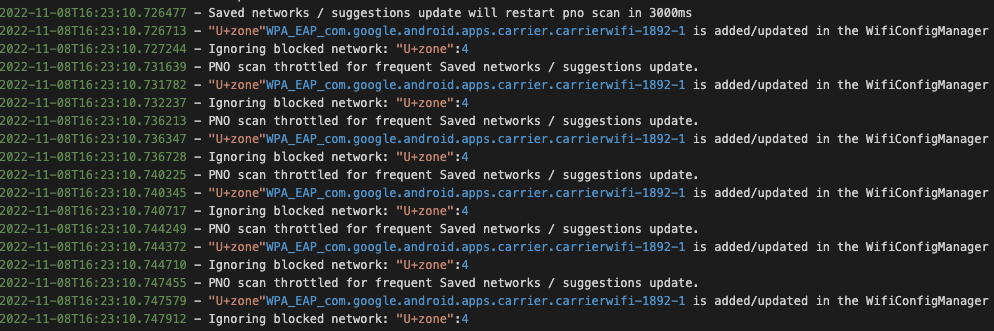 2022-11-08T16:23:10.726477 – Saved networks / suggestions update will restart pno scan in 3000ms
2022-11-08T16:23:10.726713 – "U+zone"WPA_EAP_com.google.android.apps.carrier.carrierwifi-1892-1 is added/updated in the WifiConfigManager
2022-11-08T16:23:10.727244 – Ignoring blocked network: "U+zone":4
2022-11-08T16:23:10.731639 – PNO scan throttled for frequent Saved networks / suggestions update.
2022-11-08T16:23:10.731782 – "U+zone"WPA_EAP_com.google.android.apps.carrier.carrierwifi-1892-1 is added/updated in the WifiConfigManager
2022-11-08T16:23:10.732237 – Ignoring blocked network: "U+zone":4
2022-11-08T16:23:10.736213 – PNO scan throttled for frequent Saved networks / suggestions update.
2022-11-08T16:23:10.736347 – "U+zone"WPA_EAP_com.google.android.apps.carrier.carrierwifi-1892-1 is added/updated in the WifiConfigManager
2022-11-08T16:23:10.736728 – Ignoring blocked network: "U+zone":4
2022-11-08T16:23:10.740225 – PNO scan throttled for frequent Saved networks / suggestions update.
2022-11-08T16:23:10.740345 – "U+zone"WPA_EAP_com.google.android.apps.carrier.carrierwifi-1892-1 is added/updated in the WifiConfigManager
2022-11-08T16:23:10.740717 – Ignoring blocked network: "U+zone":4
2022-11-08T16:23:10.744249 – PNO scan throttled for frequent Saved networks / suggestions update.
2022-11-08T16:23:10.744372 – "U+zone"WPA_EAP_com.google.android.apps.carrier.carrierwifi-1892-1 is added/updated in the WifiConfigManager
2022-11-08T16:23:10.744710 – Ignoring blocked network: "U+zone":4
2022-11-08T16:23:10.747455 – PNO scan throttled for frequent Saved networks / suggestions update.
2022-11-08T16:23:10.747579 – "U+zone"WPA_EAP_com.google.android.apps.carrier.carrierwifi-1892-1 is added/updated in the WifiConfigManager
2022-11-08T16:23:10.747912 – Ignoring blocked network: "U+zone":4